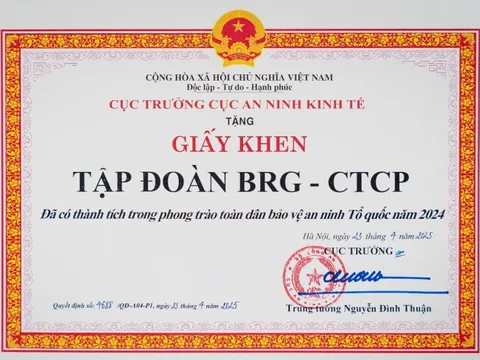 CỘNG HÒA XÃ HỘI CHỦ NGHĨA VIỆT NAM
Độc lập - Tự do - Hạnh phúc
CỤC TRƯỞNG CỤC AN NINH KINH TẾ
TẶNG
GIẤY KHEN
TẬP ĐOÀN BRG - CTCP
Đã có thành tích trong phong trào toàn dân bảo vệ an ninh Tổ quốc năm 2024
Hà Nội, ngày 23 tháng 4 năm 2025
CỤC TRƯỞNG
Quyết định số: 4688 /QĐ-A04-P1, ngày 23 tháng 4 năm 2025
Trung tướng Nguyễn Đình Thuận